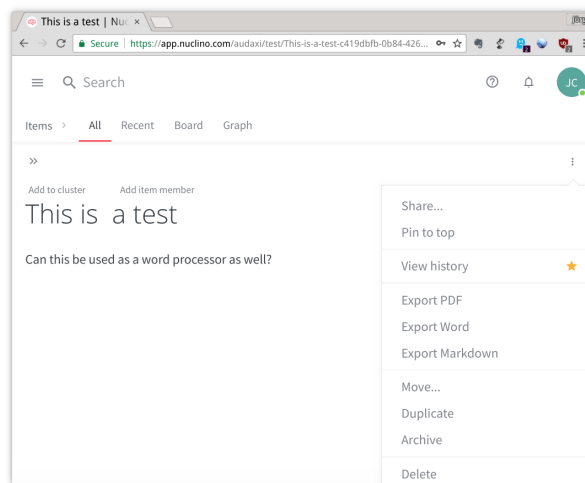 This is a test | Nuc
Secure | https://app.nuclino.com/audaxi/test/This-is-a-test-c419dbfb-0b84-426...
Search
JC
Items > All Recent Board Graph
Add to cluster Add item member
This is a test
Can this be used as a word processor as well?
Share...
Pin to top
View history
Export PDF
Export Word
Export Markdown
Move...
Duplicate
Archive
Delete